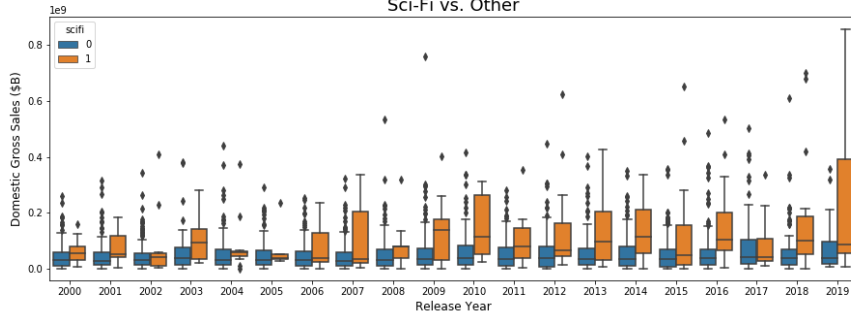 Sci-Fi vs. Other
1e9
scifi
0
1
0.8
0.6
0.4
0.2
0.0
Domestic Gross Sales ($B)
2000 2001 2002 2003 2004 2005 2006 2007 2008 2009 2010 2011 2012 2013 2014 2015 2016 2017 2018 2019
Release Year